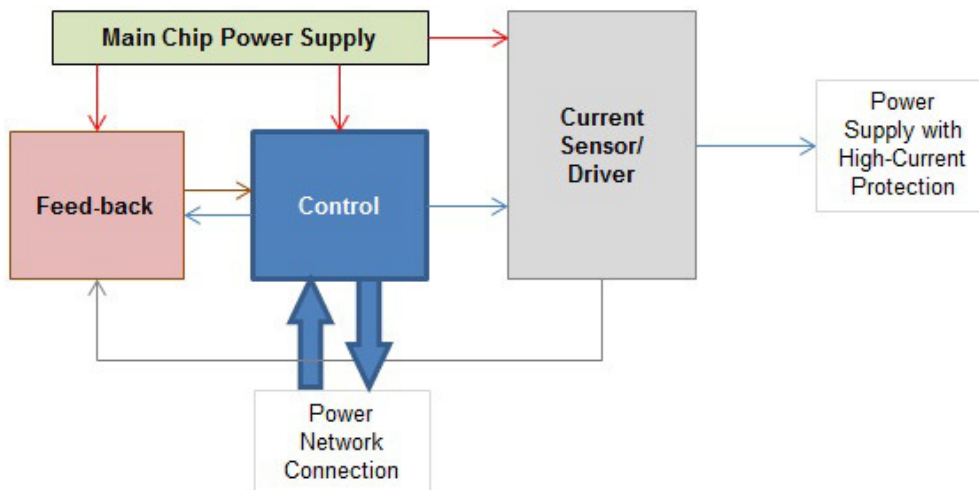 Main Chip Power Supply
Current
Sensor/
Driver
Power
Supply with
High-Current
Protection
Feed-back
Control
Power
Network
Connection